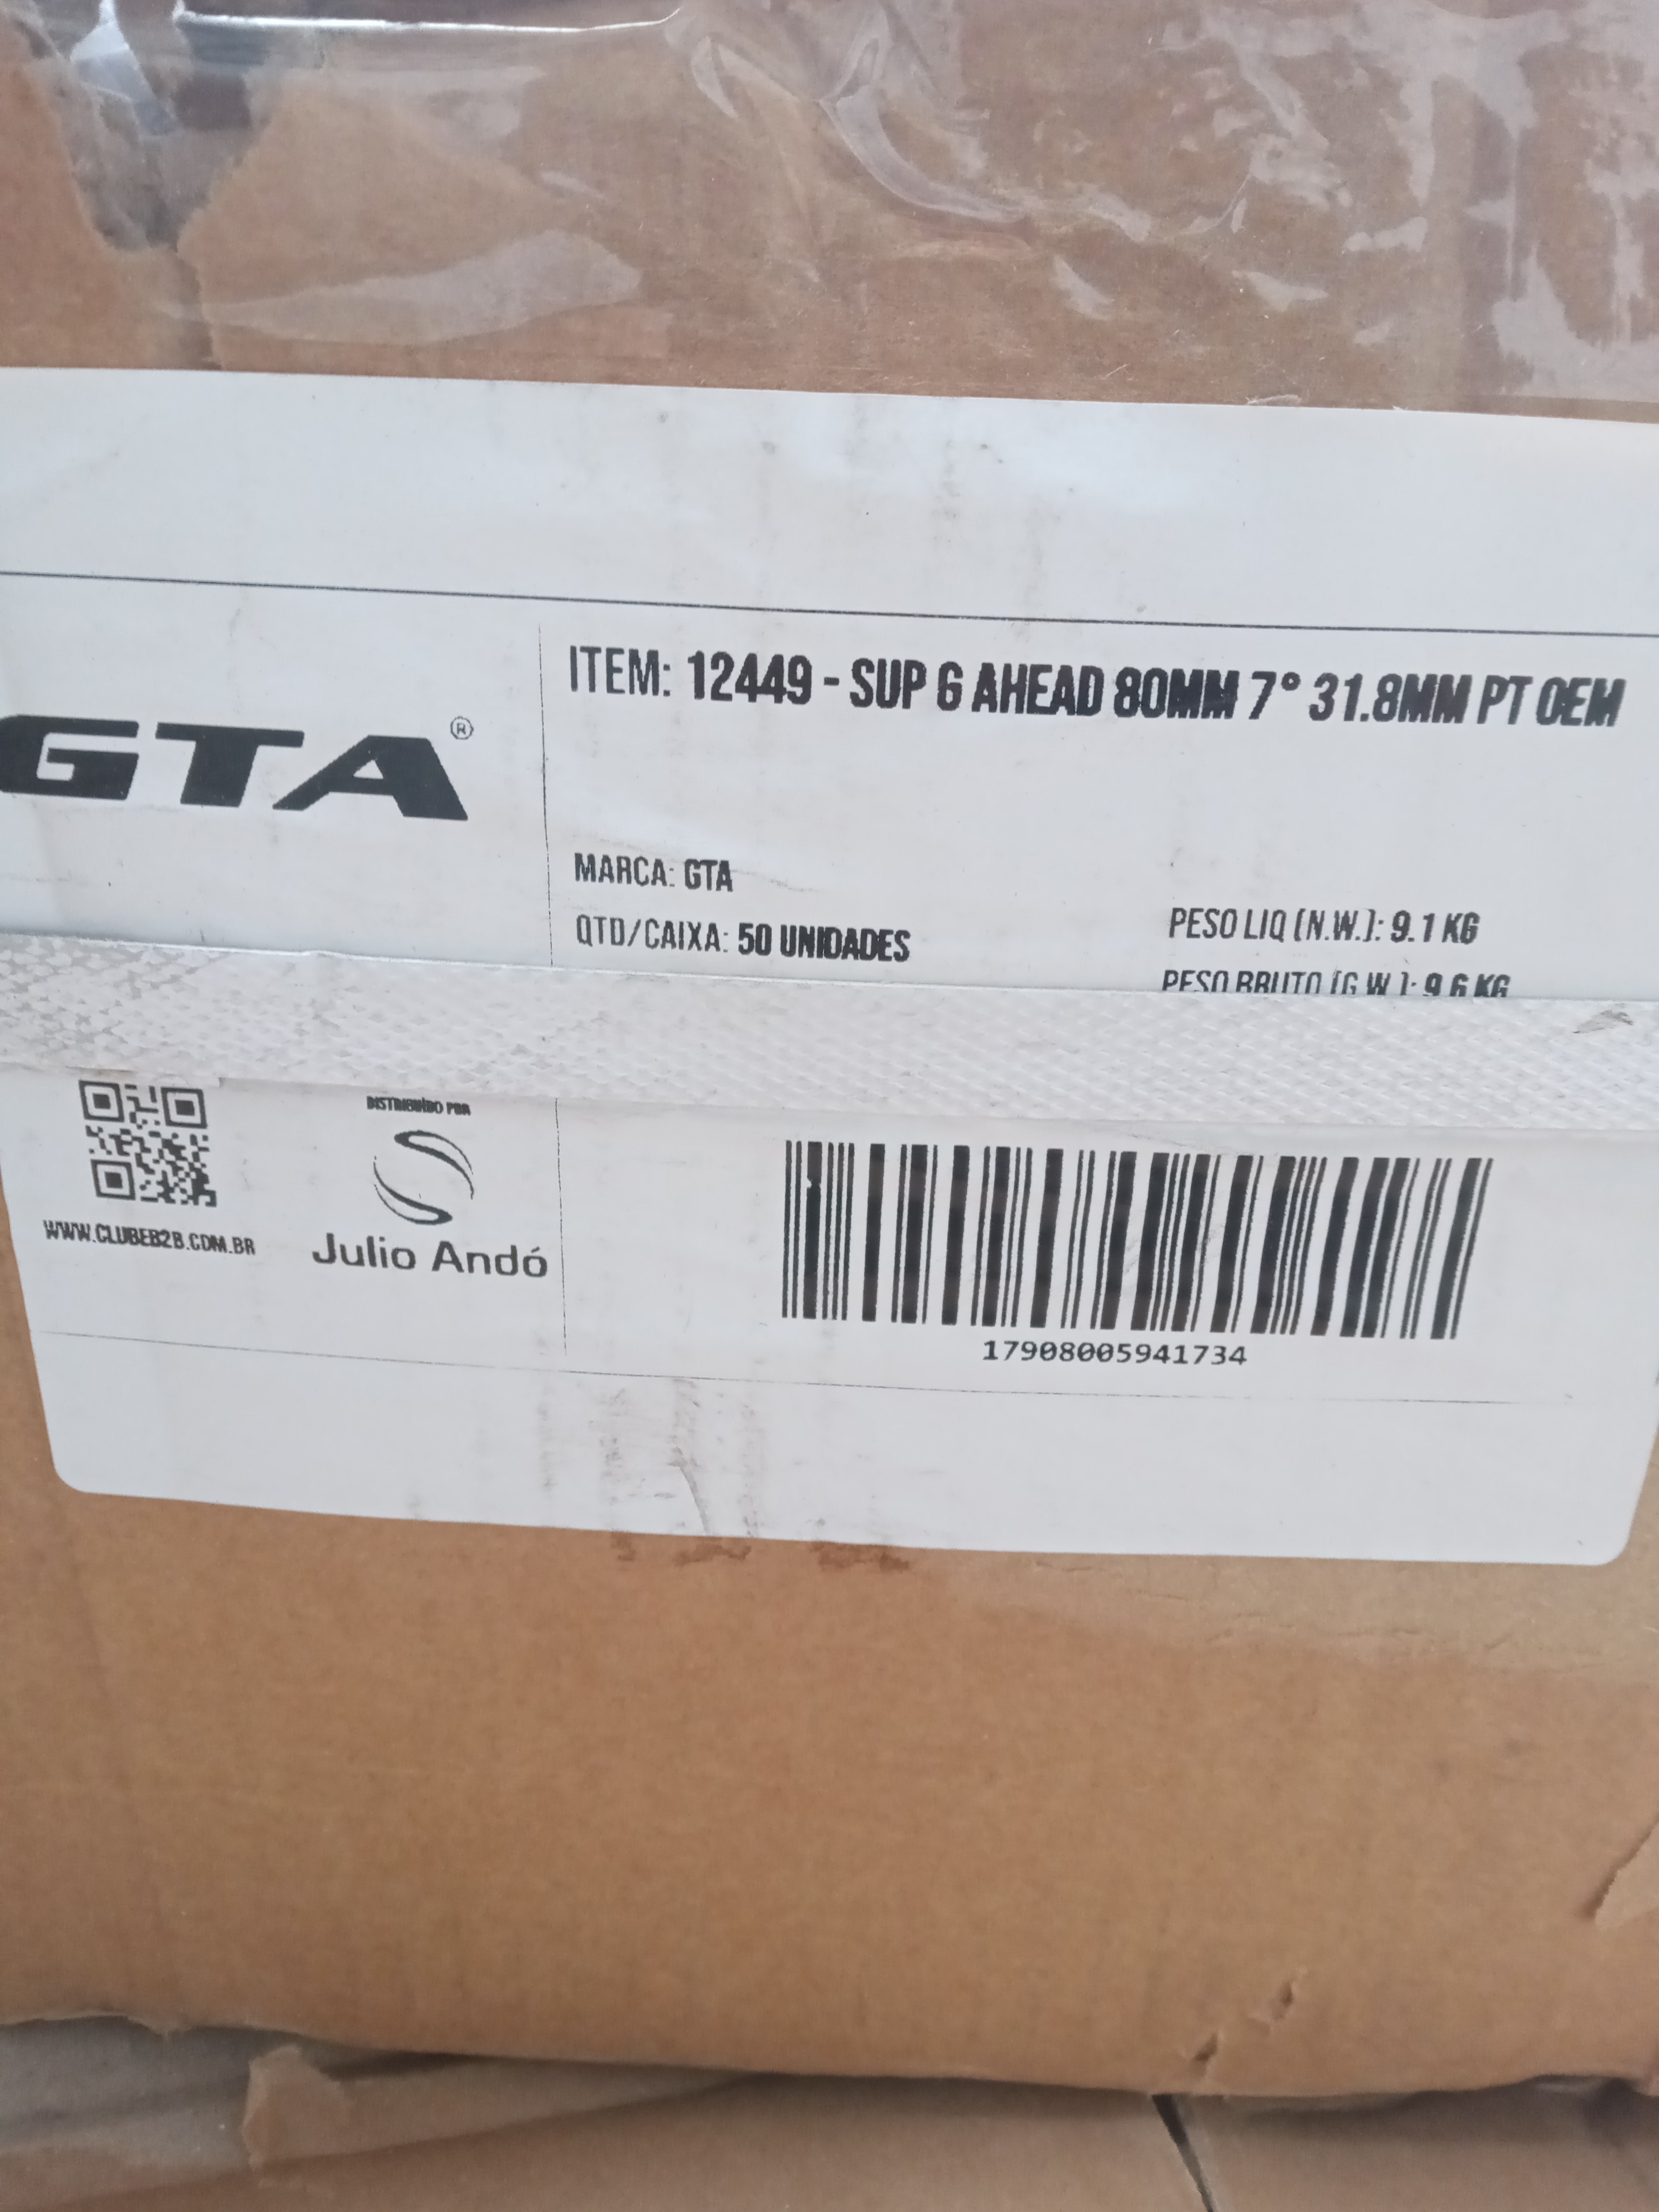 GTA®
ITEM: 12449 - SUP G AHEAD 80MM 7° 31.8MM PT OEM
MARCA: GTA
QTD/CAIXA: 50 UNIDADES
PESO LIQ (N.W.): 9.1 KG
PESO BRUTO (G.W.): 9.6 KG
WWW.CLUBEB2B.COM.BR
DISTRIBUÍDO POR
Julio Andó
17908005941734